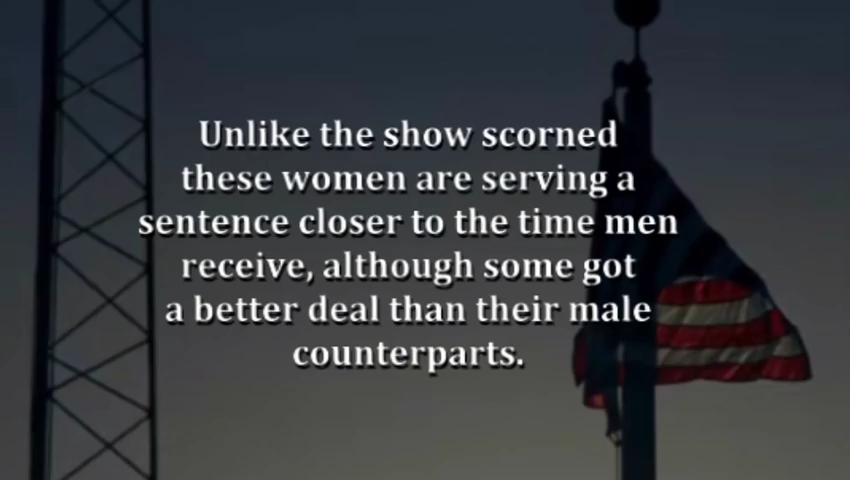 Unlike the show scorned
these women are serving a
sentence closer to the time men
receive, although some got
a better deal than their male
counterparts.